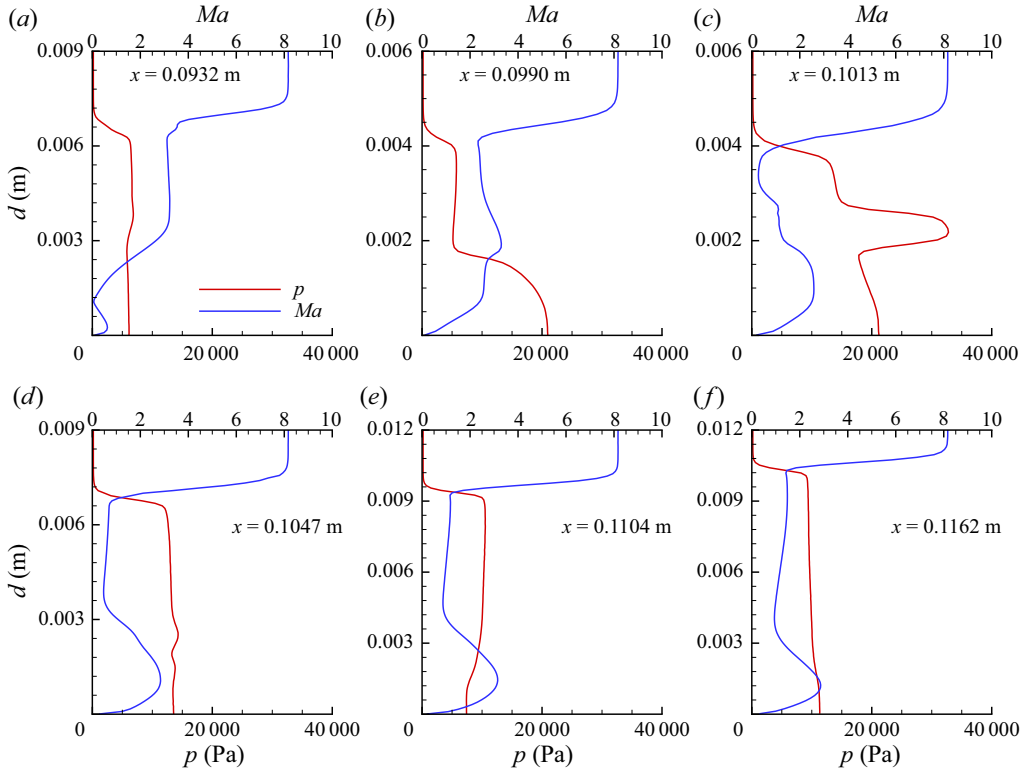 (a) Ma (b) Ma (c) Ma
0 2 4 6 8 10 0 2 4 6 8 10 0 2 4 6 8 10
0.009 0.006 0.006
x = 0.0932 m x = 0.0990 m x = 0.1013 m
0.006 0.004 0.004
d (m)
0.003 0.002 0.002
p
Ma
0 20 000 40 000 0 20 000 40 000 0 20 000 40 000
(d) (e) (f)
0 2 4 6 8 10 0 2 4 6 8 10 0 2 4 6 8 10
0.009 0.012 0.012
0.009 0.009
x = 0.1047 m x = 0.1104 m x = 0.1162 m
0.006
d (m)
0.006 0.006
0.003 0.003 0.003
0 20 000 40 000 0 20 000 40 000 0 20 000 40 000
p (Pa) p (Pa) p (Pa)